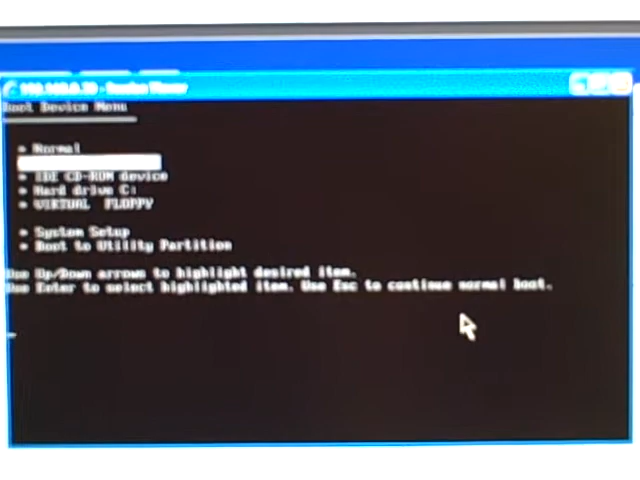 Boot Device Menu
Normal
IDE CD-ROM device
Hard drive C:
VIRTUAL FLOPPY
System Setup
Boot to Utility Partition
Use Up/Down arrows to highlight desired item.
Use Enter to select highlighted item. Use Esc to continue normal boot.